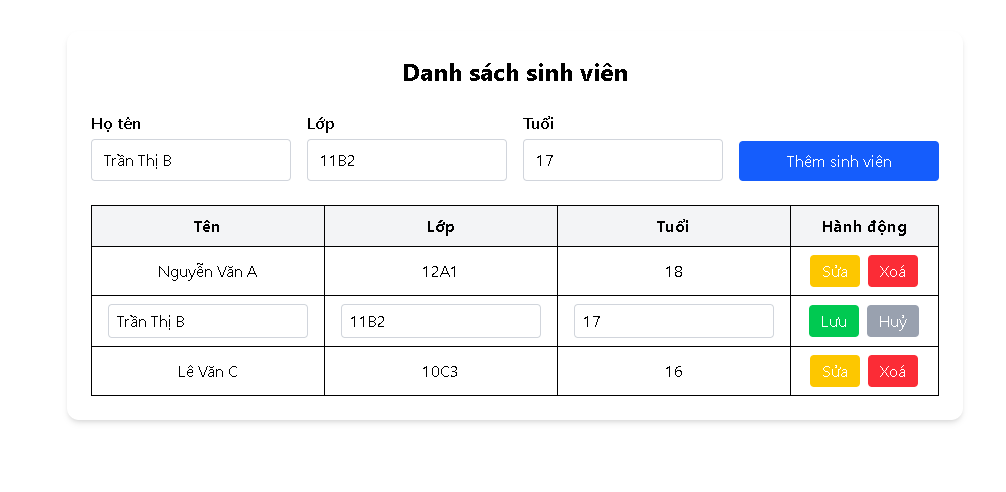 Danh sách sinh viên
Họ tên Lớp Tuổi
Trần Thị B 11B2 17 Thêm sinh viên
Tên Lớp Tuổi Hành động
Nguyễn Văn A 12A1 18 Sửa Xoá
Trần Thị B 11B2 17 Lưu Huỷ
Lê Văn C 10C3 16 Sửa Xoá